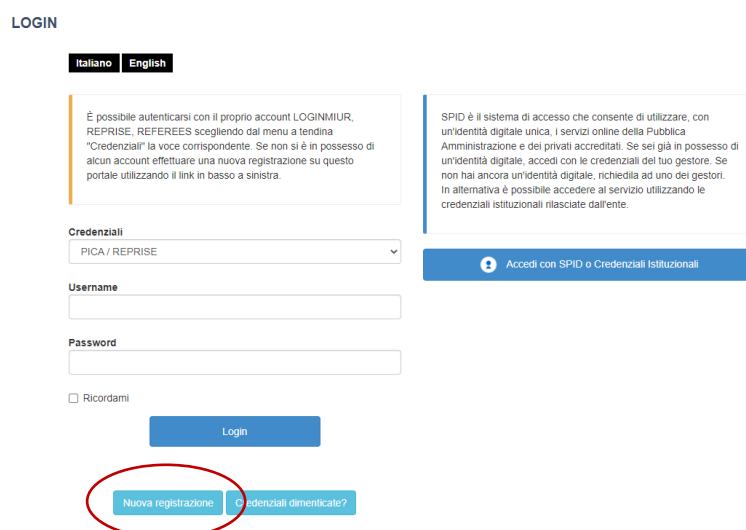 LOGIN
Italiano English
È possibile autenticarsi con il proprio account LOGINMIUR,
REPRISE, REFEREES scegliendo dal menu a tendina
"Credenziali" la voce corrispondente. Se non si è in possesso di
alcun account effettuare una nuova registrazione su questo
portale utilizzando il link in basso a sinistra.
Credenziali
PICA / REPRISE
Username
Password
Ricordami
Login
Nuova registrazione Credenziali dimenticate?
SPID è il sistema di accesso che consente di utilizzare, con
un'identità digitale unica, i servizi online della Pubblica
Amministrazione e dei privati accreditati. Se sei già in possesso di
un'identità digitale, accedi con le credenziali del tuo gestore. Se
non hai ancora un'identità digitale, richiedila ad uno dei gestori.
In alternativa è possibile accedere al servizio utilizzando le
credenziali istituzionali rilasciate dall'ente.
Accedi con SPID o Credenziali Istituzionali